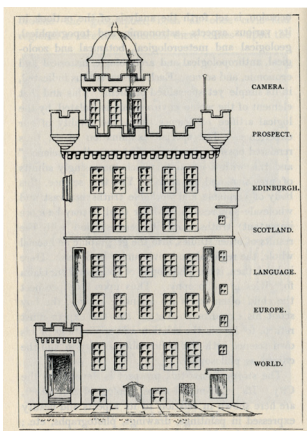 CAMERA.
PROSPECT.
EDINBURGH.
SCOTLAND.
LANGUAGE.
EUROPE.
WORLD.